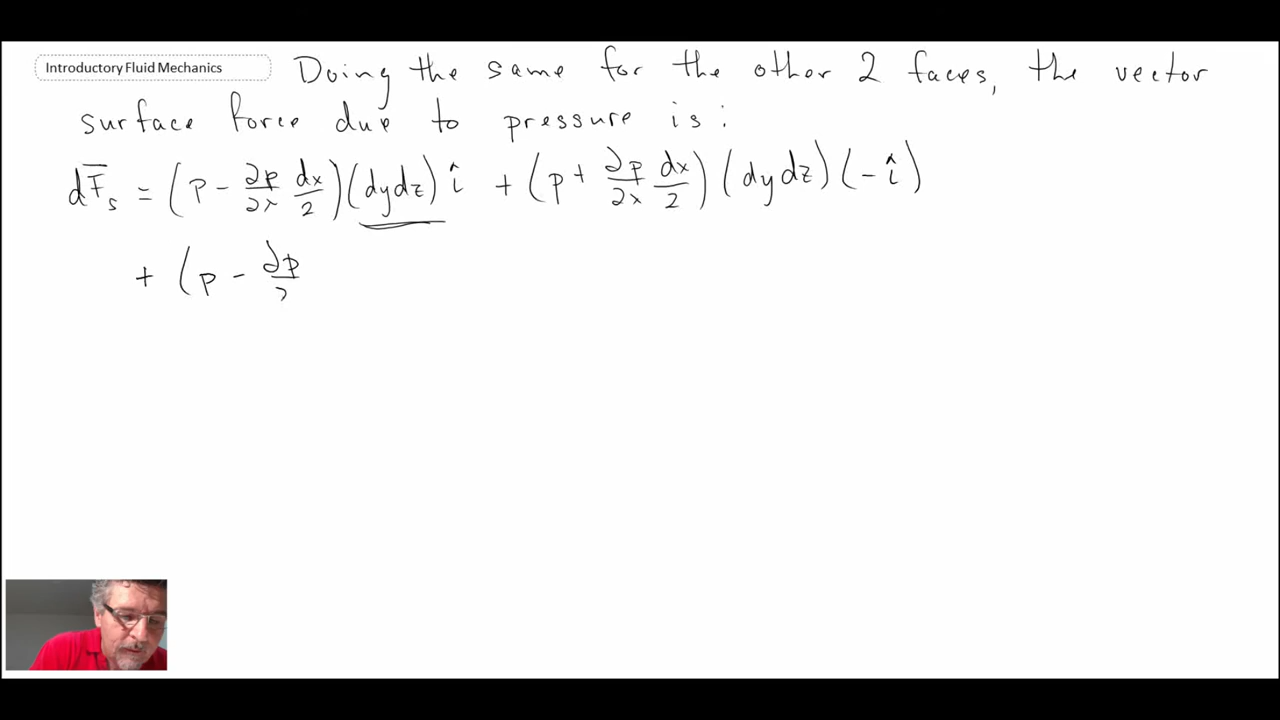 Introductory Fluid Mechanics
Doing the same for the other 2 faces, the vector
surface force due to pressure is:
dF̅ₛ = (p - ∂p/∂x dx/2)(dydz) î + (p + ∂p/∂x dx/2)(dydz)(-î)
+ (p - ∂p/